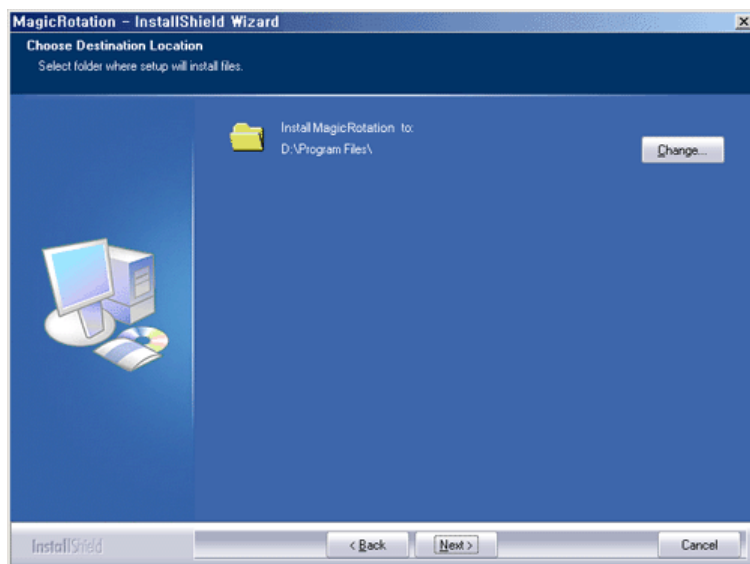 MagicRotation - InstallShield Wizard
Choose Destination Location
Select folder where setup will install files.
Install MagicRotation to:
D:\Program Files\
Change...
InstallShield
< Back
Next >
Cancel